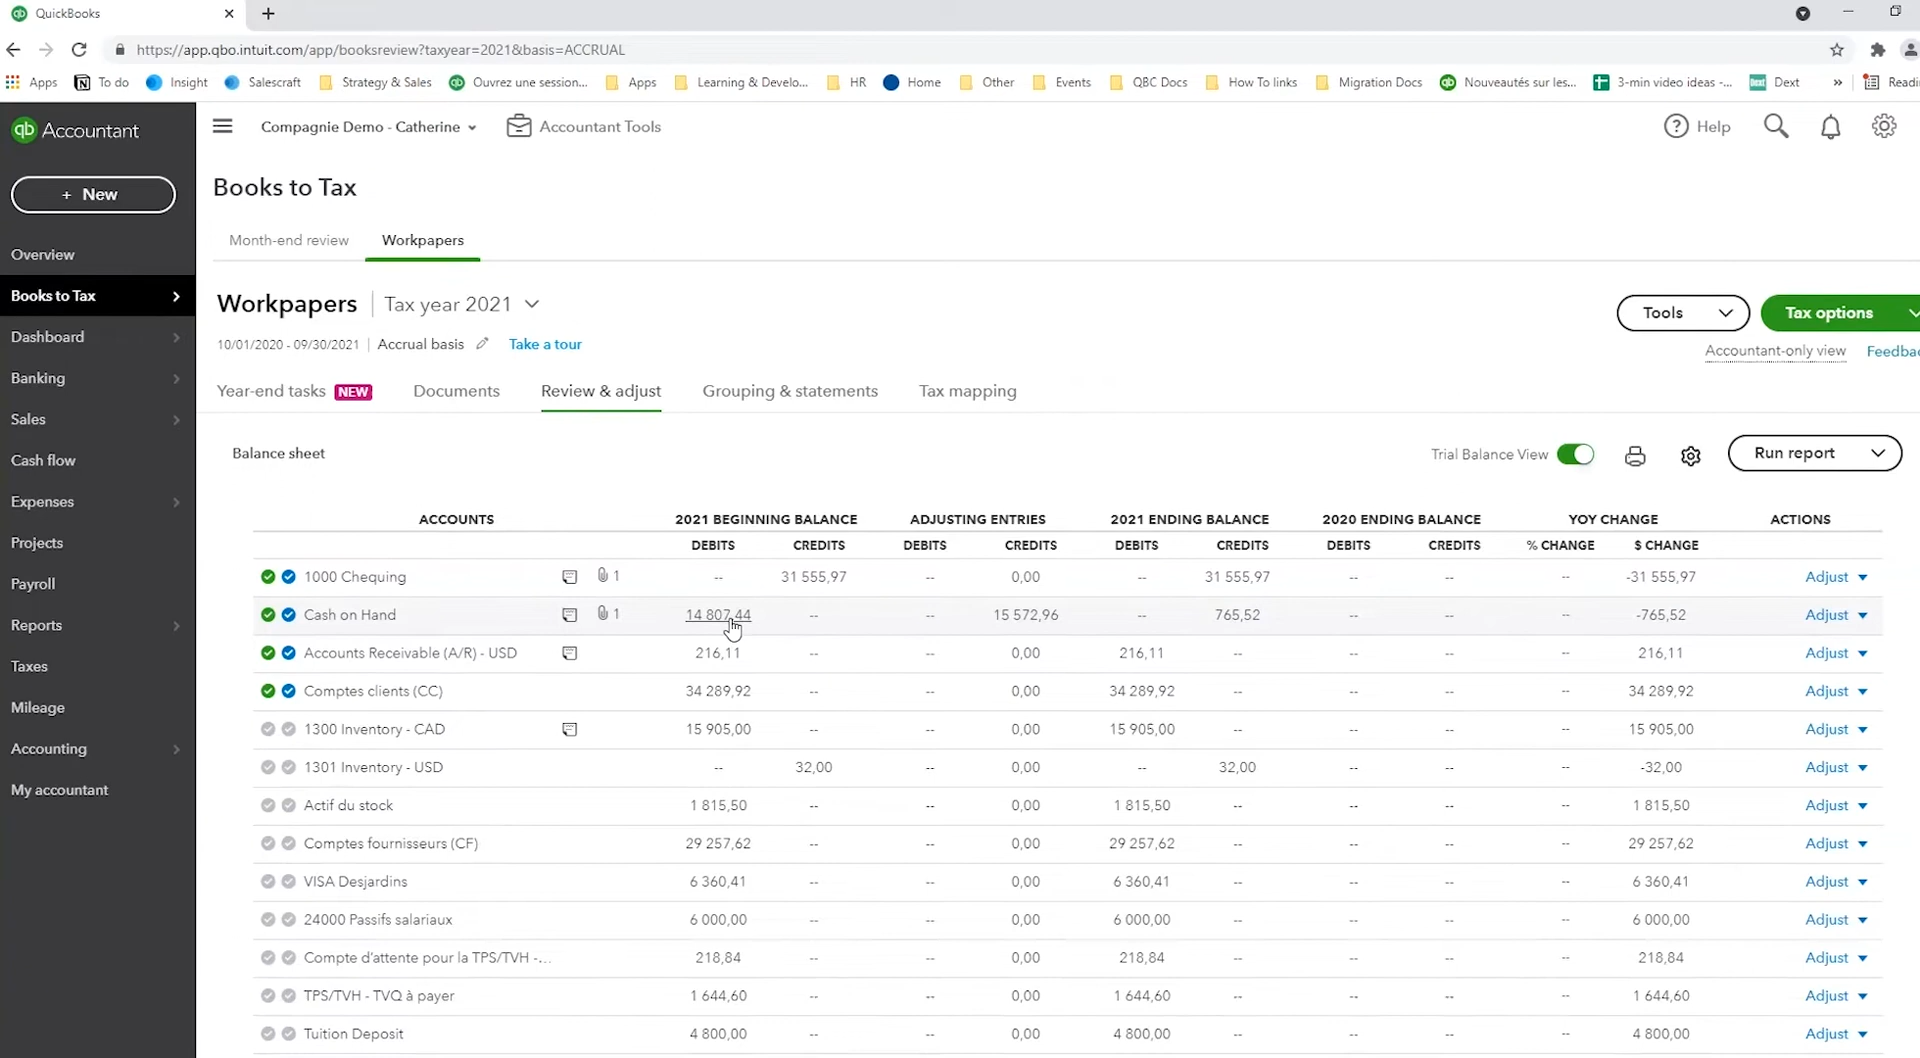 QuickBooks
https://app.qbo.intuit.com/app/booksreview?taxyear=2021&basis=ACCRUAL
Apps To do Insight Salescraft Strategy & Sales Ouvrez une session... Apps Learning & Develo... HR Home Other Events QBC Docs How To links Migration Docs Nouveautés sur les... 3-min video ideas -... Dext » Readi
qb Accountant
Compagnie Demo - Catherine Accountant Tools Help
+ New
Overview
Books to Tax
Dashboard
Banking
Sales
Cash flow
Expenses
Projects
Payroll
Reports
Taxes
Mileage
Accounting
My accountant
Books to Tax
Month-end review Workpapers
Workpapers Tax year 2021
Tools Tax options
10/01/2020 - 09/30/2021 Accrual basis Take a tour
Accountant-only view Feedbac
Year-end tasks NEW Documents Review & adjust Grouping & statements Tax mapping
Balance sheet Trial Balance View Run report
ACCOUNTS 2021 BEGINNING BALANCE ADJUSTING ENTRIES 2021 ENDING BALANCE 2020 ENDING BALANCE YOY CHANGE ACTIONS
DEBITS CREDITS DEBITS CREDITS DEBITS CREDITS DEBITS CREDITS % CHANGE $ CHANGE
1000 Chequing 1 -- 31 555,97 -- 0,00 -- 31 555,97 -- -- -- -31 555,97 Adjust
Cash on Hand 1 14 807,44 -- -- 15 572,96 -- 765,52 -- -- -- -765,52 Adjust
Accounts Receivable (A/R) - USD 216,11 -- -- 0,00 216,11 -- -- -- -- 216,11 Adjust
Comptes clients (CC) 34 289,92 -- -- 0,00 34 289,92 -- -- -- -- 34 289,92 Adjust
1300 Inventory - CAD 15 905,00 -- -- 0,00 15 905,00 -- -- -- -- 15 905,00 Adjust
1301 Inventory - USD -- 32,00 -- 0,00 -- 32,00 -- -- -- -32,00 Adjust
Actif du stock 1 815,50 -- -- 0,00 1 815,50 -- -- -- -- 1 815,50 Adjust
Comptes fournisseurs (CF) 29 257,62 -- -- 0,00 29 257,62 -- -- -- -- 29 257,62 Adjust
VISA Desjardins 6 360,41 -- -- 0,00 6 360,41 -- -- -- -- 6 360,41 Adjust
24000 Passifs salariaux 6 000,00 -- -- 0,00 6 000,00 -- -- -- -- 6 000,00 Adjust
Compte d'attente pour la TPS/TVH -... 218,84 -- -- 0,00 218,84 -- -- -- -- 218,84 Adjust
TPS/TVH - TVQ à payer 1 644,60 -- -- 0,00 1 644,60 -- -- -- -- 1 644,60 Adjust
Tuition Deposit 4 800,00 -- -- 0,00 4 800,00 -- -- -- -- 4 800,00 Adjust